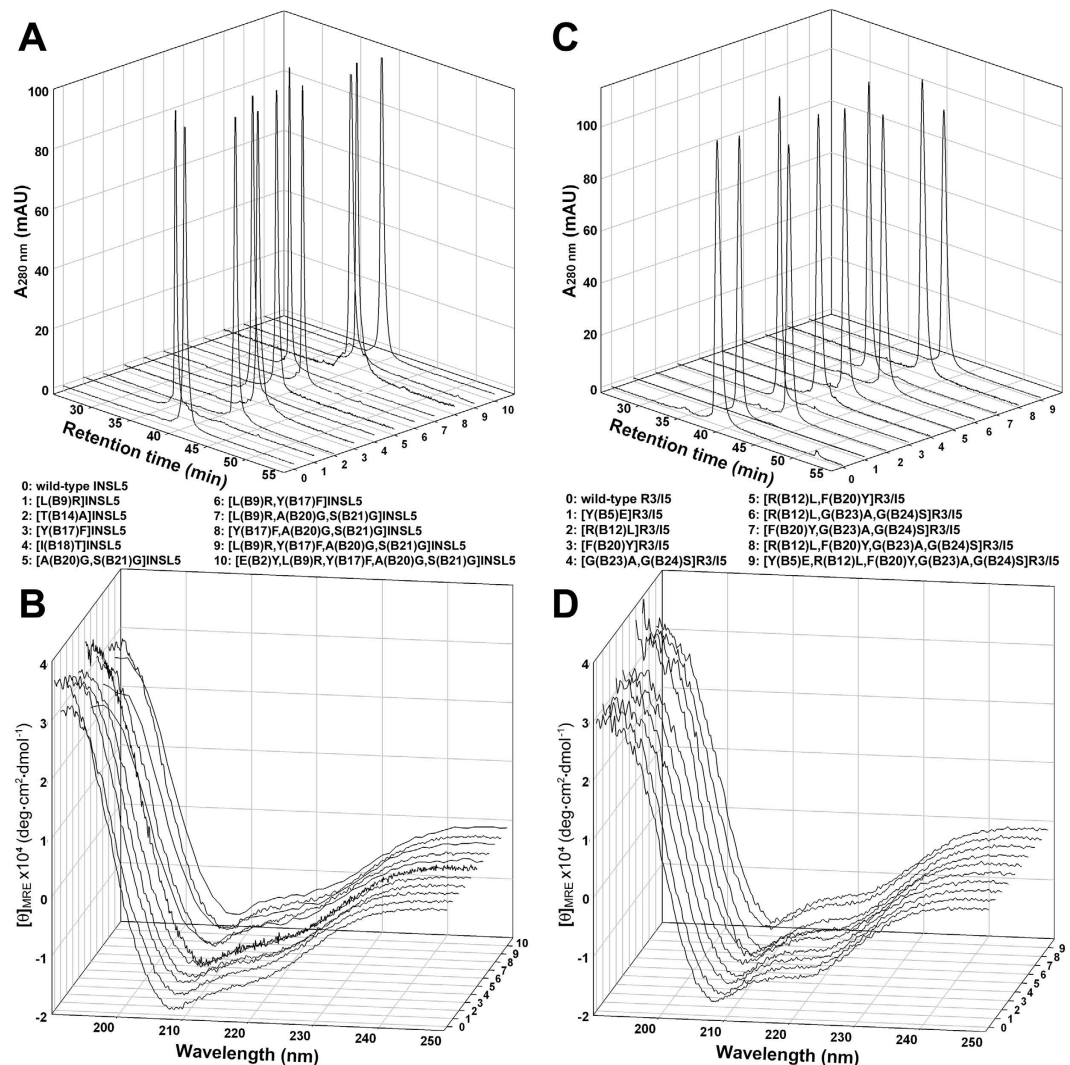 A
100
80
60
40
20
0
A280 nm (mAU)
30
35
40
45
50
55
Retention time (min)
0
1
2
3
4
5
6
7
8
9
10
0: wild-type INSL5
1: [L(B9)R]INSL5
2: [T(B14)A]INSL5
3: [Y(B17)F]INSL5
4: [I(B18)T]INSL5
5: [A(B20)G,S(B21)G]INSL5
6: [L(B9)R,Y(B17)F]INSL5
7: [L(B9)R,A(B20)G,S(B21)G]INSL5
8: [Y(B17)F,A(B20)G,S(B21)G]INSL5
9: [L(B9)R,Y(B17)F,A(B20)G,S(B21)G]INSL5
10: [E(B2)Y,L(B9)R,Y(B17)F,A(B20)G,S(B21)G]INSL5
C
100
80
60
40
20
0
A280 nm (mAU)
30
35
40
45
50
55
Retention time (min)
0
1
2
3
4
5
6
7
8
9
0: wild-type R3/I5
1: [Y(B5)E]R3/I5
2: [R(B12)L]R3/I5
3: [F(B20)Y]R3/I5
4: [G(B23)A,G(B24)S]R3/I5
5: [R(B12)L,F(B20)Y]R3/I5
6: [R(B12)L,G(B23)A,G(B24)S]R3/I5
7: [F(B20)Y,G(B23)A,G(B24)S]R3/I5
8: [R(B12)L,F(B20)Y,G(B23)A,G(B24)S]R3/I5
9: [Y(B5)E,R(B12)L,F(B20)Y,G(B23)A,G(B24)S]R3/I5
B
4
3
2
1
0
-1
-2
[θ]MRE x10⁴ (deg·cm²·dmol⁻¹)
200
210
220
230
240
250
Wavelength (nm)
0
1
2
3
4
5
6
7
8
10
D
4
3
2
1
0
-1
-2
[θ]MRE x10⁴ (deg·cm²·dmol⁻¹)
200
210
220
230
240
250
Wavelength (nm)
0
1
2
3
4
5
6
7
8
9